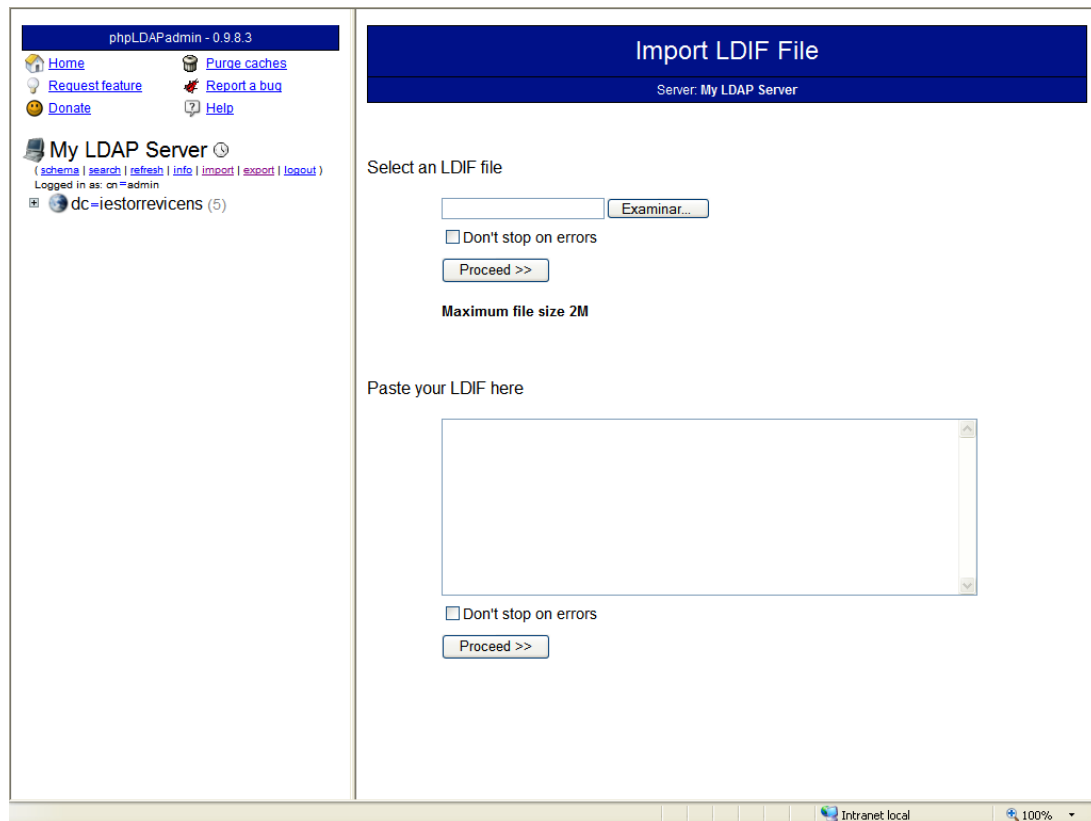 phpLDAPadmin - 0.9.8.3
Home Purge caches
Request feature Report a bug
Donate Help
My LDAP Server
( schema | search | refresh | info | import | export | logout )
Logged in as: cn=admin
dc=iestorrevicens (5)
Import LDIF File
Server: My LDAP Server
Select an LDIF file
Examinar...
Don't stop on errors
Proceed >>
Maximum file size 2M
Paste your LDIF here
Don't stop on errors
Proceed >>
Intranet local 100%